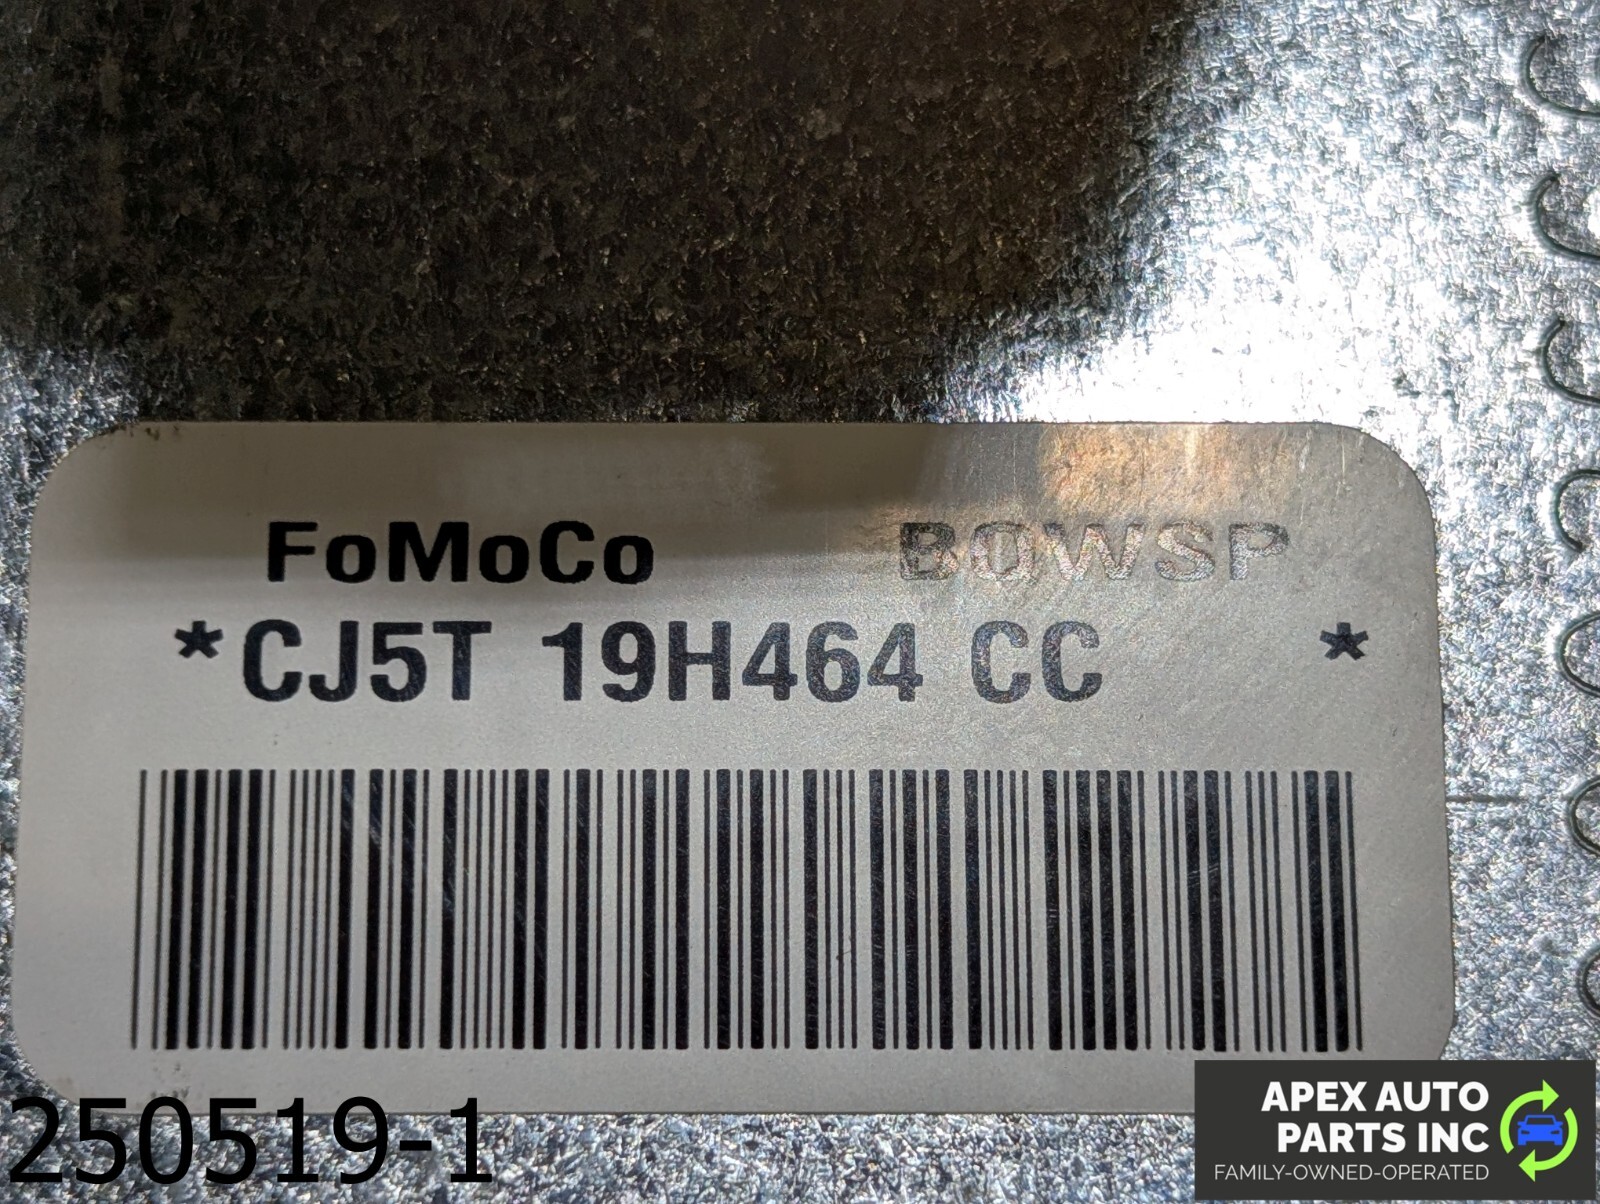 FoMoCo BQWSP
*CJ5T 19H464 CC *
250519-1
APEX AUTO
PARTS INC
FAMILY-OWNED-OPERATED